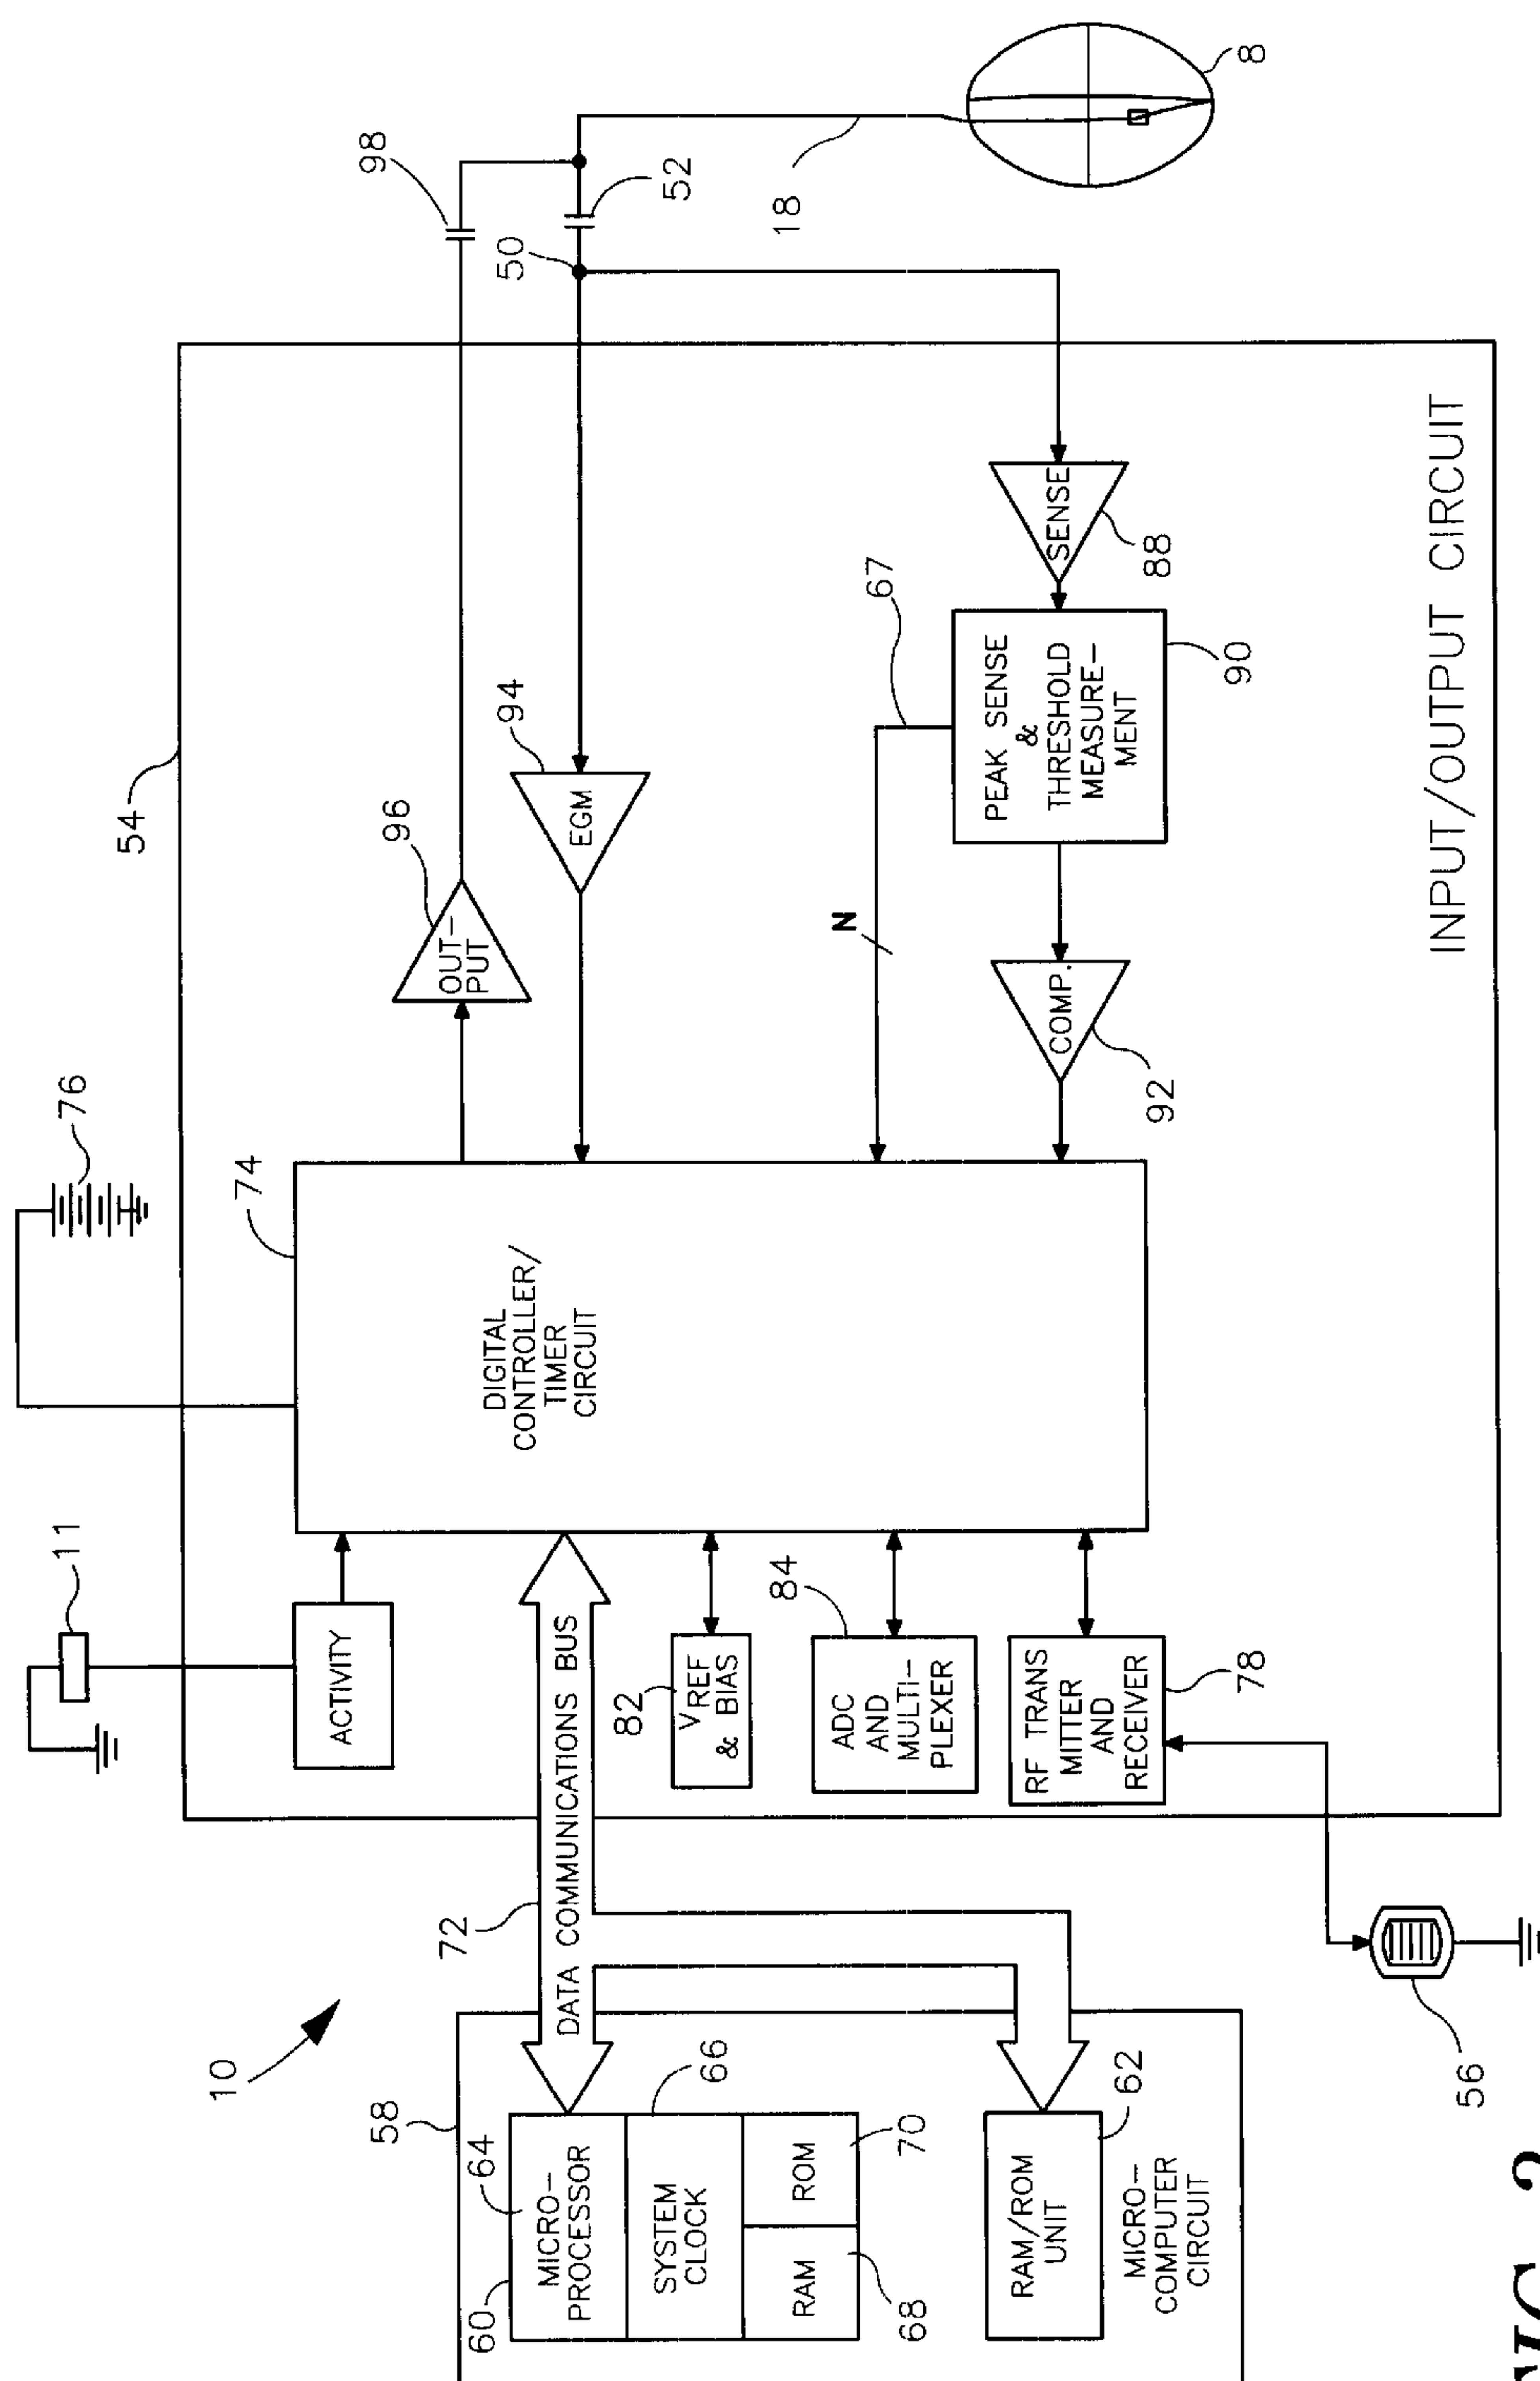 10
58
60
64
MICRO-
PROCESSOR
66
SYSTEM
CLOCK
RAM
ROM
68
70
62
RAM/ROM
UNIT
MICRO-
COMPUTER
CIRCUIT
72
DATA COMMUNICATIONS BUS
56
11
ACTIVITY
82
VREF
& BIAS
84
ADC
AND
MULTI-
PLEXER
RF TRANS
MITTER
AND
RECEIVER
78
76
74
DIGITAL
CONTROLLER/
TIMER
CIRCUIT
54
96
OUT-
PUT
94
EGM
N
67
COMP.
92
PEAK SENSE
&
THRESHOLD
MEASURE-
MENT
90
SENSE
88
INPUT/OUTPUT CIRCUIT
98
50
52
18
8